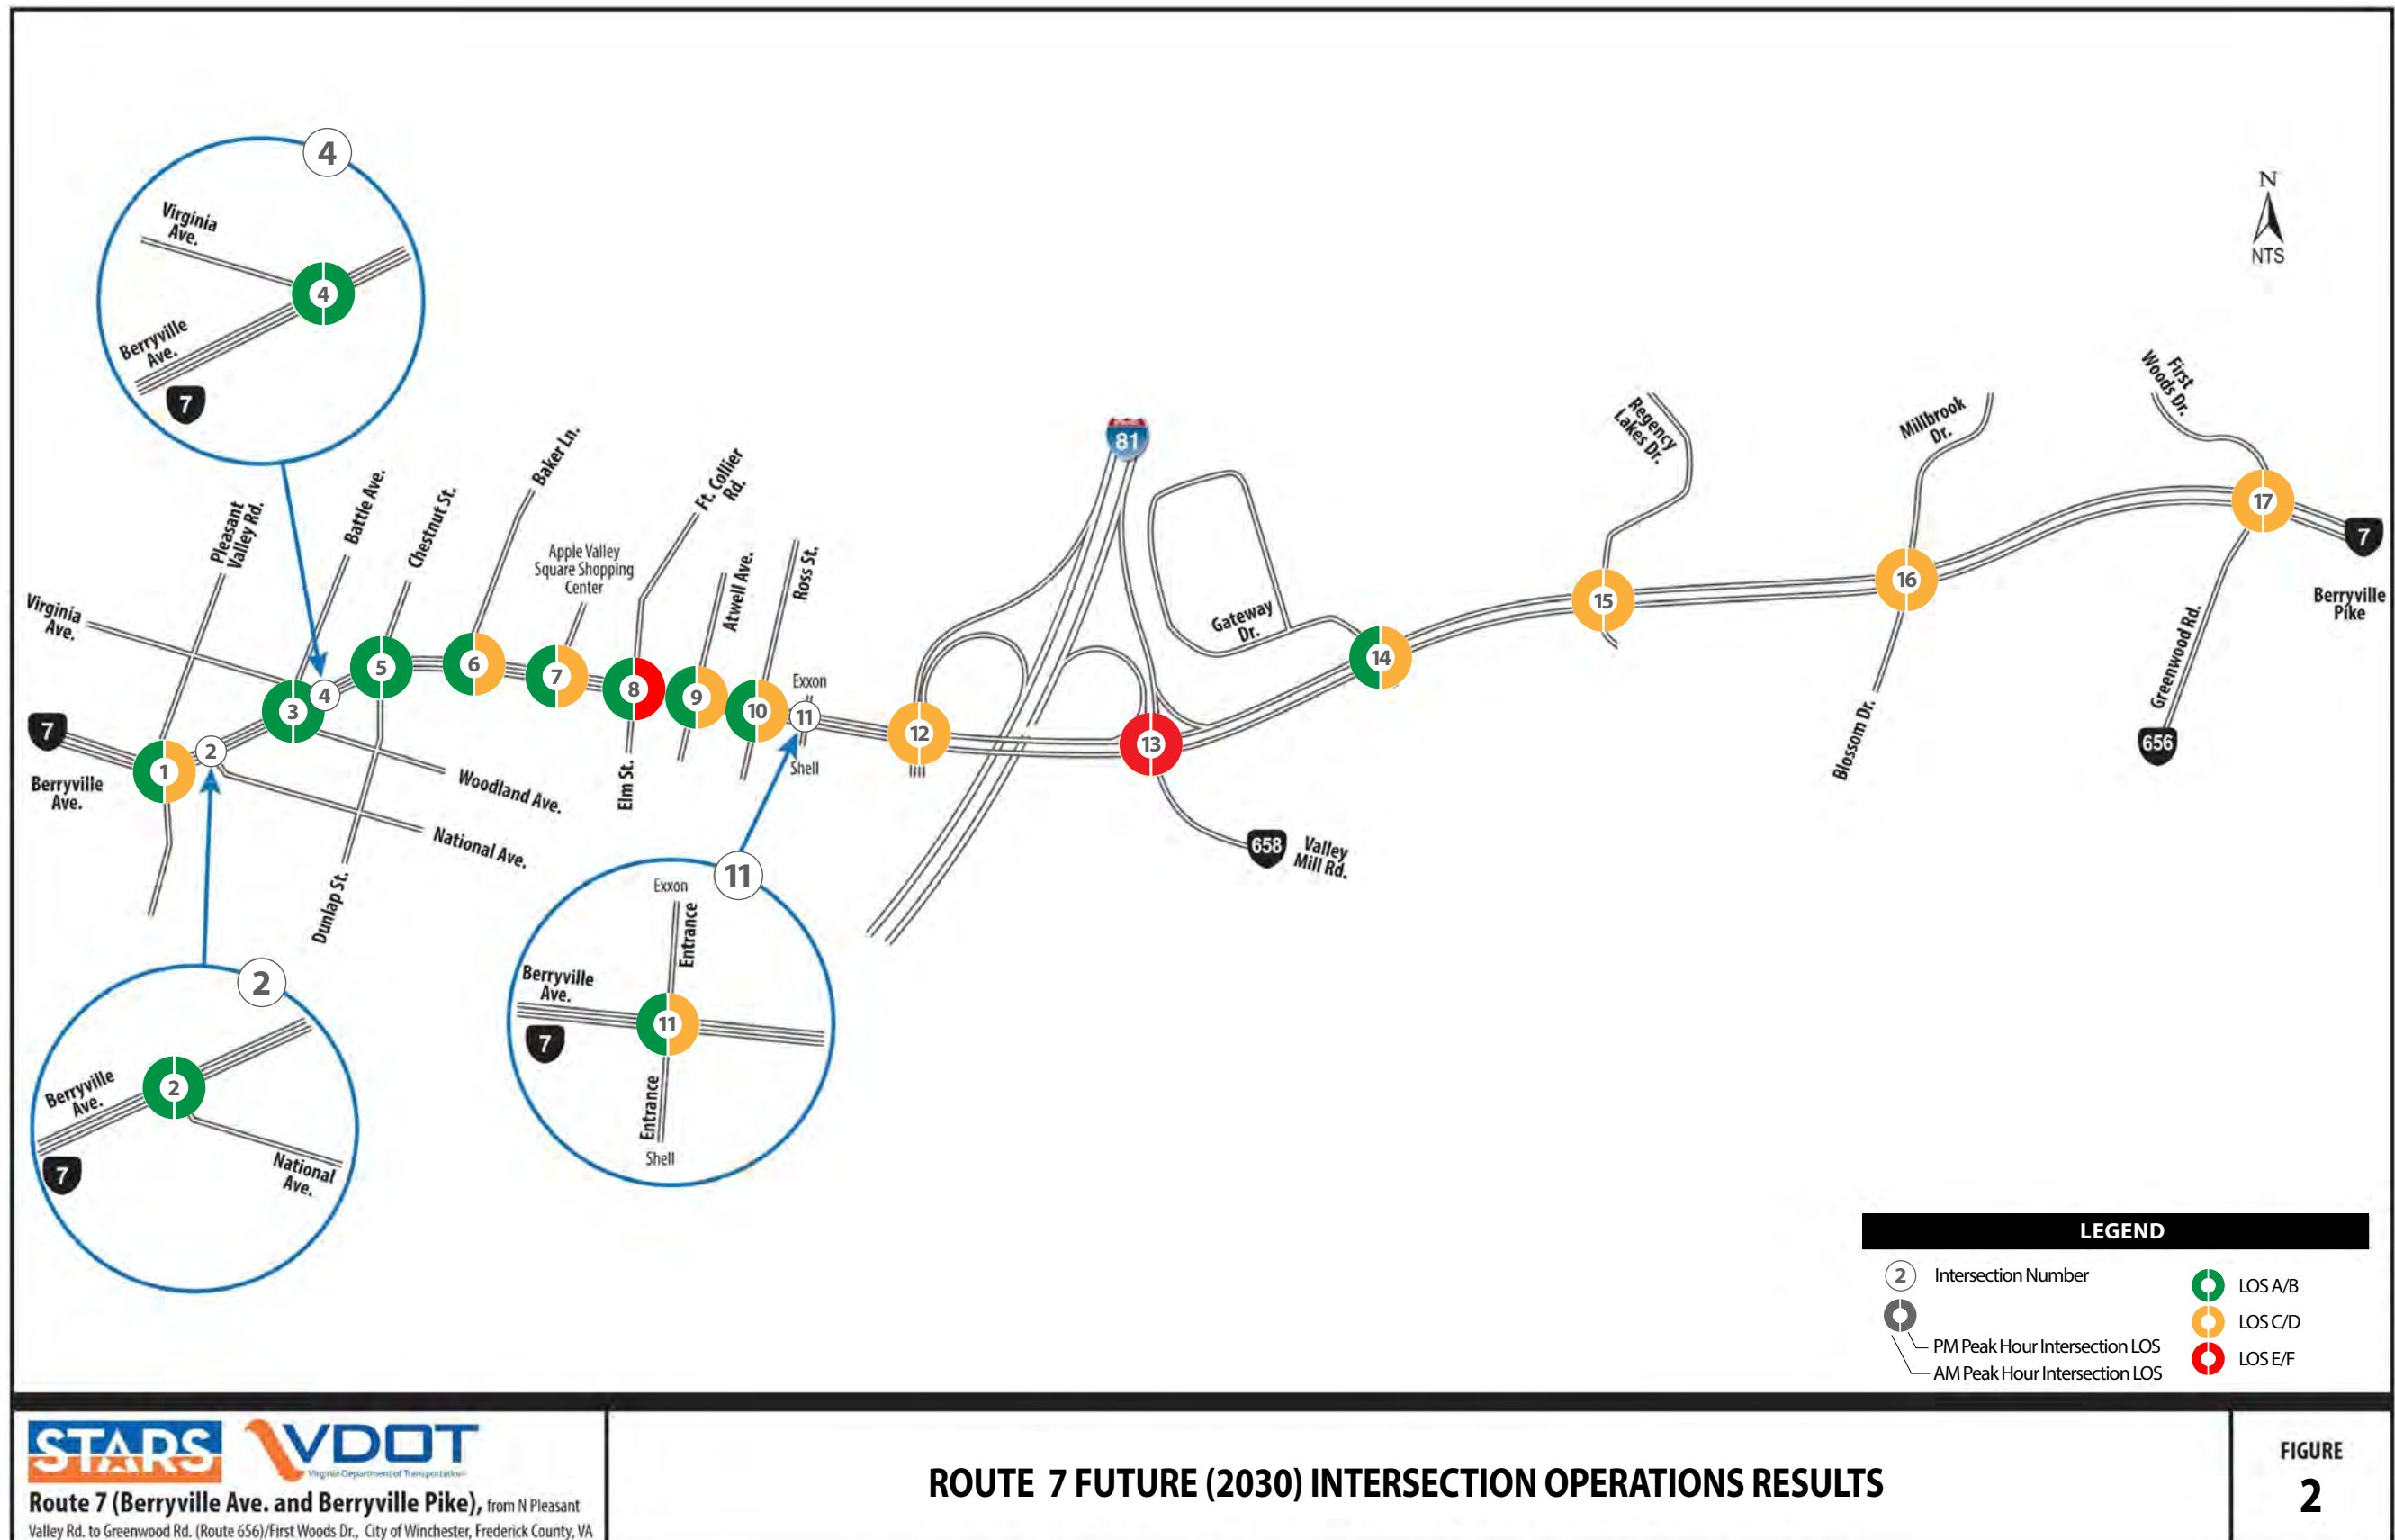 4
Virginia
Ave.
4
Berryville
Ave.
7
N
NTS
81
First
Woods Dr.
Regency
Lakes Dr.
Millbrook
Dr.
Baker Ln.
Ft. Collier
Rd.
Battle Ave.
Chestnut St.
Pleasant
Valley Rd.
Apple Valley
Square Shopping
Center
Atwell Ave.
Ross St.
Virginia
Ave.
Gateway
Dr.
Exxon
Shell
7
Berryville
Ave.
1
2
3
4
5
6
7
8
9
10
11
12
13
14
15
16
17
7
Berryville
Pike
Greenwood Rd.
656
Blossom Dr.
658
Valley
Mill Rd.
Elm St.
Woodland Ave.
National Ave.
Dunlap St.
11
Exxon
Entrance
Berryville
Ave.
7
11
Entrance
Shell
2
Berryville
Ave.
2
7
National
Ave.
LEGEND
2 Intersection Number
PM Peak Hour Intersection LOS
AM Peak Hour Intersection LOS
LOS A/B
LOS C/D
LOS E/F
STARS VDOT
Virginia Department of Transportation
Route 7 (Berryville Ave. and Berryville Pike), from N Pleasant
Valley Rd. to Greenwood Rd. (Route 656)/First Woods Dr., City of Winchester, Frederick County, VA
ROUTE 7 FUTURE (2030) INTERSECTION OPERATIONS RESULTS
FIGURE
2